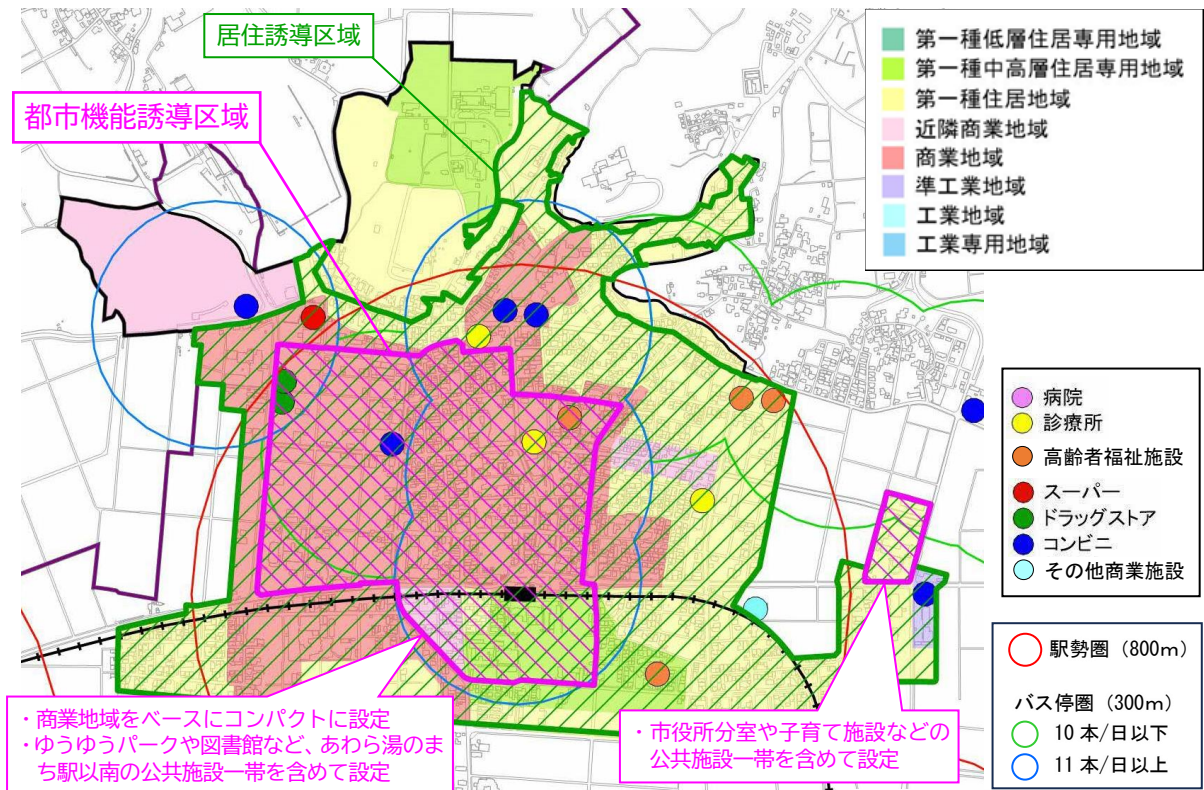 居住誘導区域
都市機能誘導区域
第一種低層住居専用地域
第一種中高層住居専用地域
第一種住居地域
近隣商業地域
商業地域
準工業地域
工業地域
工業専用地域
病院
診療所
高齢者福祉施設
スーパー
ドラッグストア
コンビニ
その他商業施設
駅勢圏（800ｍ）
バス停圏（300ｍ）
10 本/日以下
11 本/日以上
・商業地域をベースにコンパクトに設定
・ゆうゆうパークや図書館など、あわら湯のま
ち駅以南の公共施設一帯を含めて設定
・市役所分室や子育て施設などの
公共施設一帯を含めて設定